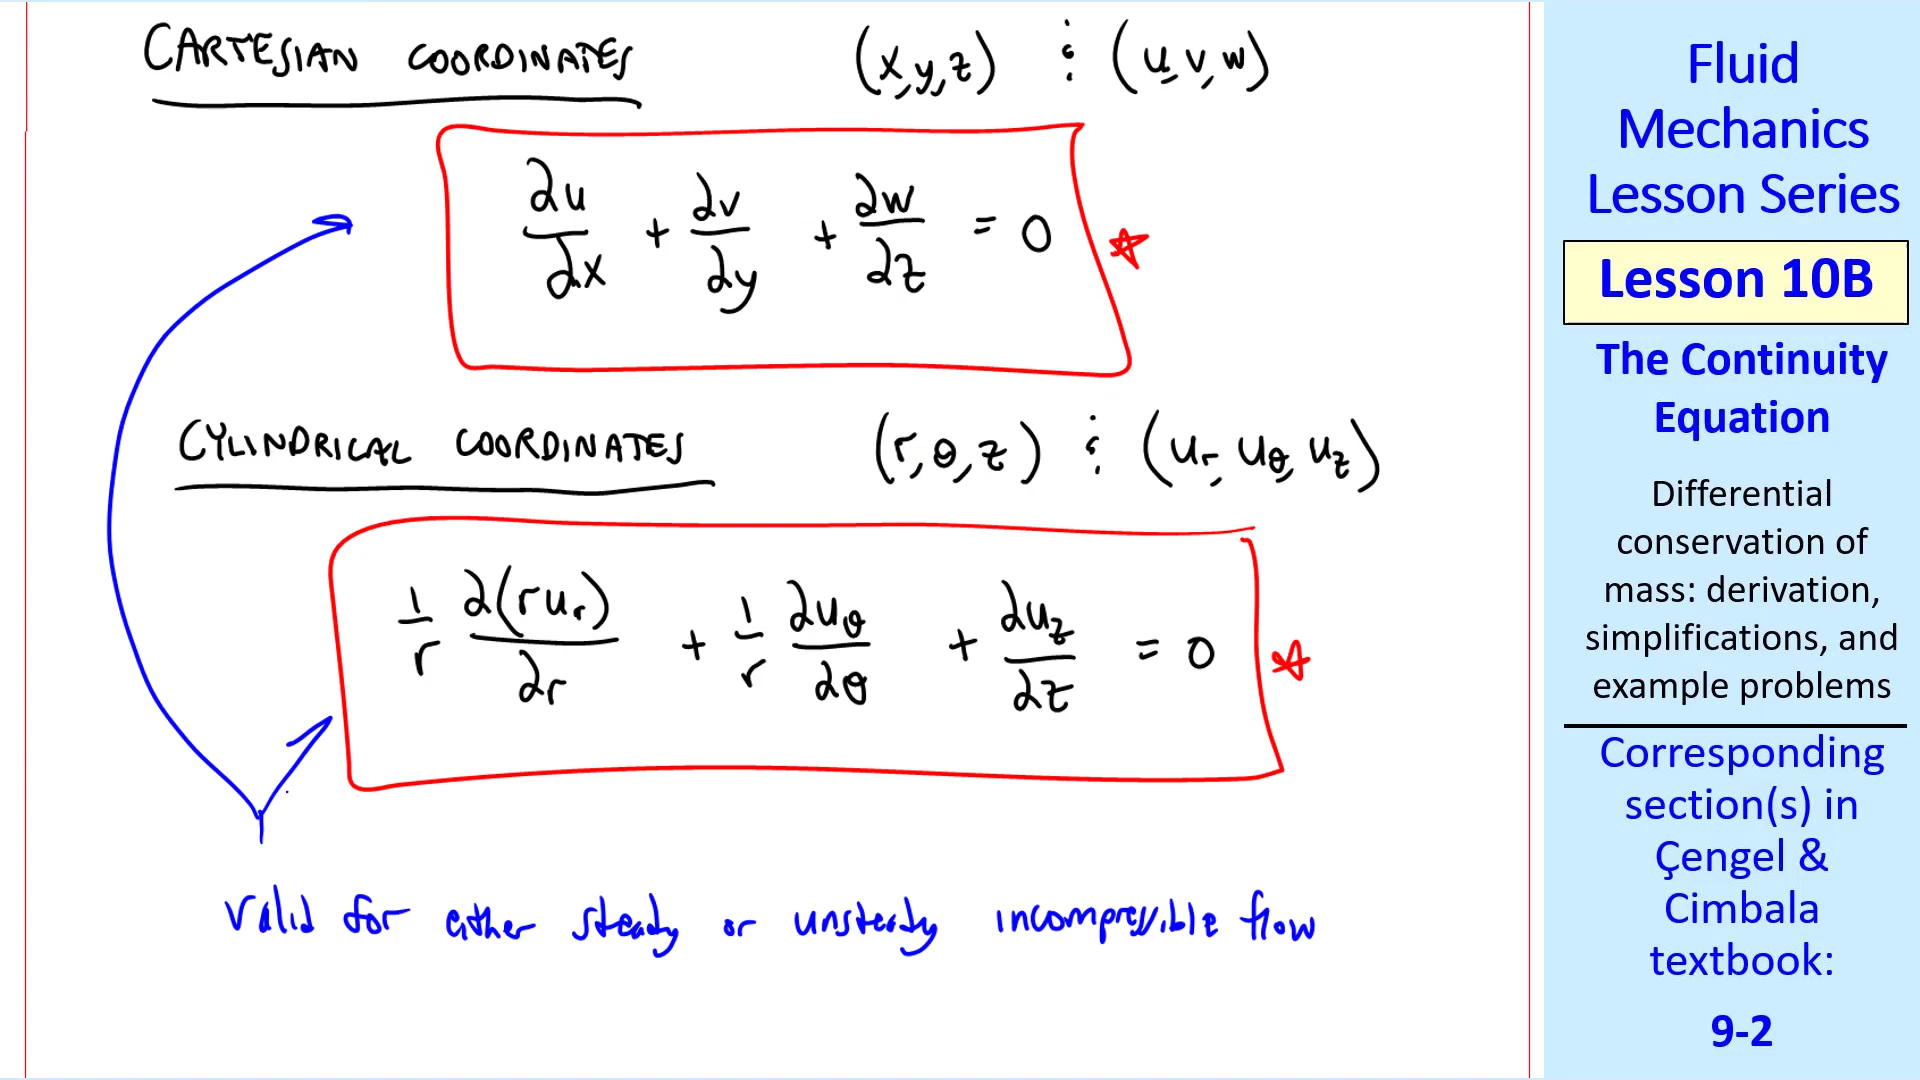 CARTESIAN COORDINATES (x,y,z) & (u,v,w)
∂u/∂x + ∂v/∂y + ∂w/∂z = 0 ☆
CYLINDRICAL COORDINATES (r,θ,z) & (u_r, u_θ, u_z)
1/r ∂(r u_r)/∂r + 1/r ∂u_θ/∂θ + ∂u_z/∂z = 0 ☆
Valid for either steady or unsteady incompressible flow
Fluid
Mechanics
Lesson Series
Lesson 10B
The Continuity
Equation
Differential
conservation of
mass: derivation,
simplifications, and
example problems
Corresponding
section(s) in
Çengel &
Cimbala
textbook:
9-2